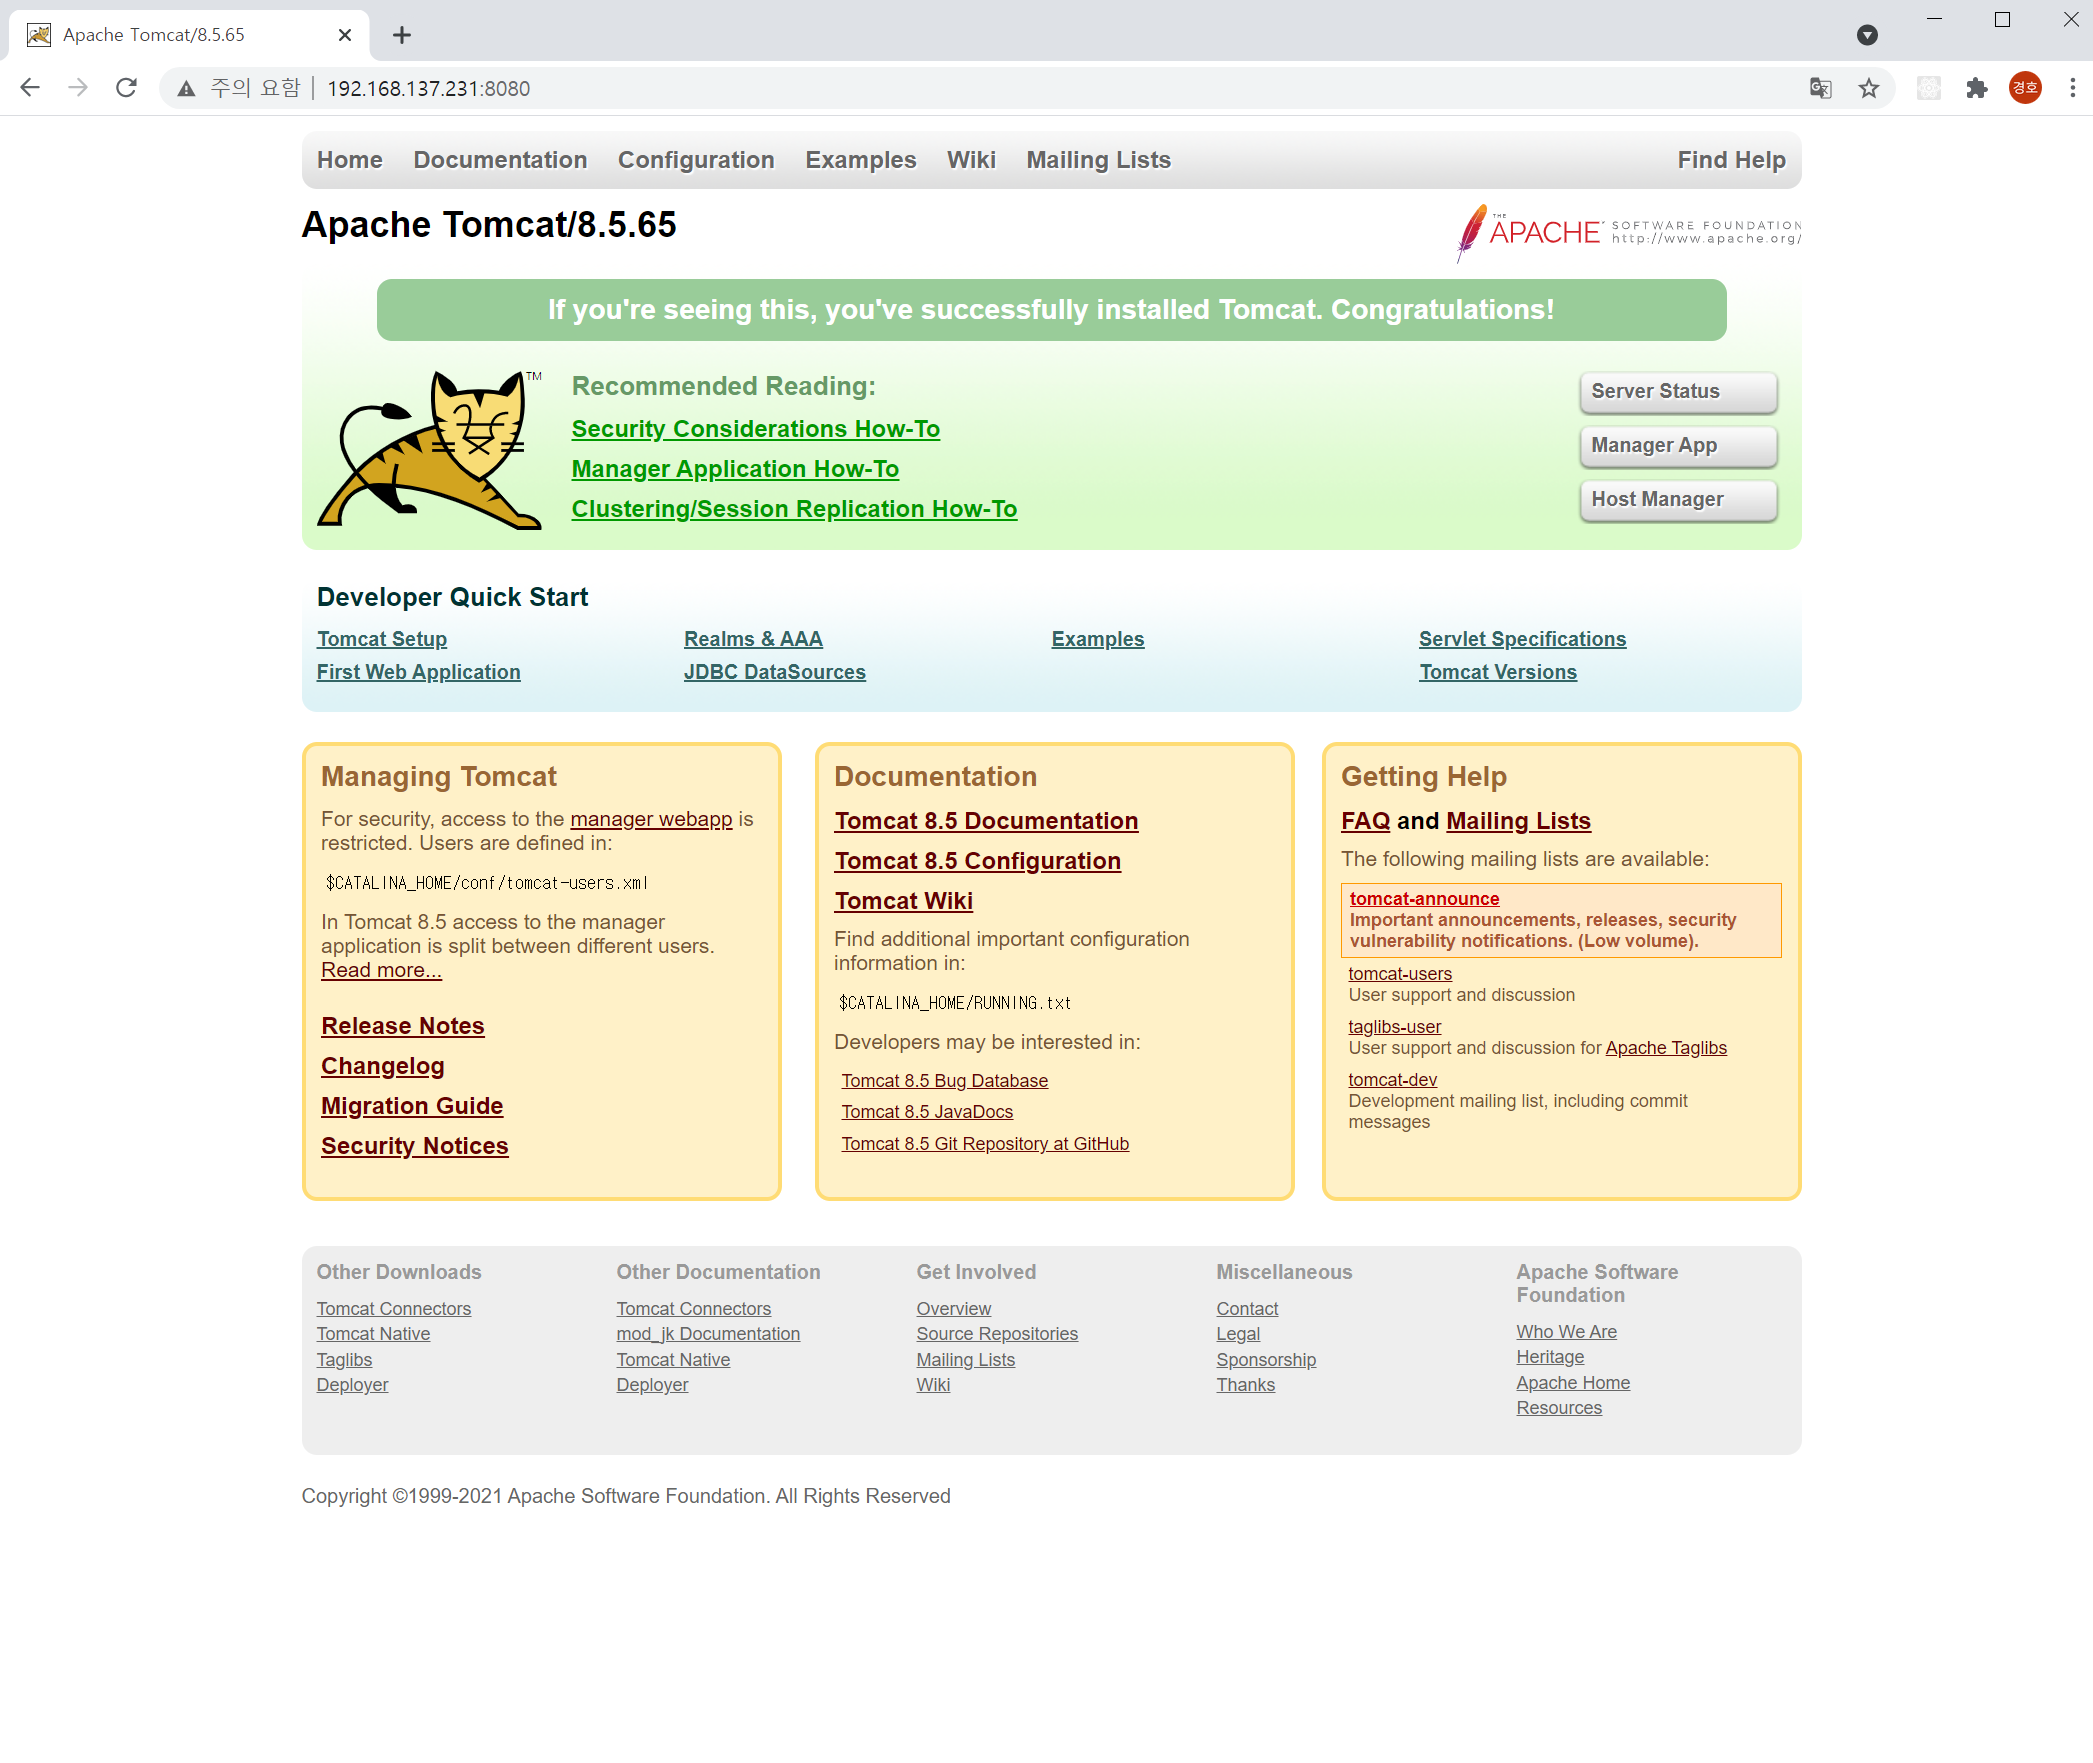 Apache Tomcat/8.5.65
주의 요함 | 192.168.137.231:8080
경호
Home Documentation Configuration Examples Wiki Mailing Lists Find Help
Apache Tomcat/8.5.65
THE APACHE SOFTWARE FOUNDATION
http://www.apache.org/
If you're seeing this, you've successfully installed Tomcat. Congratulations!
TM
Recommended Reading:
Security Considerations How-To
Manager Application How-To
Clustering/Session Replication How-To
Server Status
Manager App
Host Manager
Developer Quick Start
Tomcat Setup
First Web Application
Realms & AAA
JDBC DataSources
Examples
Servlet Specifications
Tomcat Versions
Managing Tomcat
For security, access to the manager webapp is
restricted. Users are defined in:
$CATALINA_HOME/conf/tomcat-users.xml
In Tomcat 8.5 access to the manager
application is split between different users.
Read more...
Release Notes
Changelog
Migration Guide
Security Notices
Documentation
Tomcat 8.5 Documentation
Tomcat 8.5 Configuration
Tomcat Wiki
Find additional important configuration
information in:
$CATALINA_HOME/RUNNING.txt
Developers may be interested in:
Tomcat 8.5 Bug Database
Tomcat 8.5 JavaDocs
Tomcat 8.5 Git Repository at GitHub
Getting Help
FAQ and Mailing Lists
The following mailing lists are available:
tomcat-announce
Important announcements, releases, security
vulnerability notifications. (Low volume).
tomcat-users
User support and discussion
taglibs-user
User support and discussion for Apache Taglibs
tomcat-dev
Development mailing list, including commit
messages
Other Downloads
Tomcat Connectors
Tomcat Native
Taglibs
Deployer
Other Documentation
Tomcat Connectors
mod_jk Documentation
Tomcat Native
Deployer
Get Involved
Overview
Source Repositories
Mailing Lists
Wiki
Miscellaneous
Contact
Legal
Sponsorship
Thanks
Apache Software
Foundation
Who We Are
Heritage
Apache Home
Resources
Copyright ©1999-2021 Apache Software Foundation. All Rights Reserved